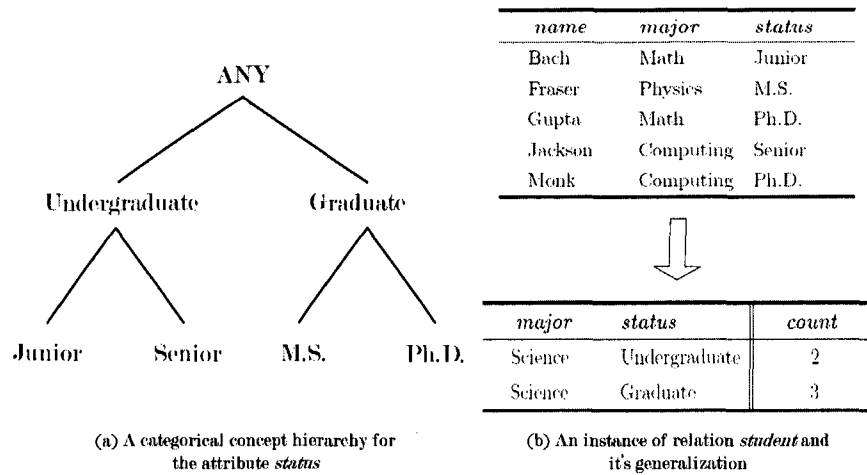 ANY
Undergraduate Graduate
Junior Senior M.S. Ph.D.
(a) A categorical concept hierarchy for
the attribute status
name major status
Bach Math Junior
Fraser Physics M.S.
Gupta Math Ph.D.
Jackson Computing Senior
Monk Computing Ph.D.
major status count
Science Undergraduate 2
Science Graduate 3
(b) An instance of relation student and
it's generalization